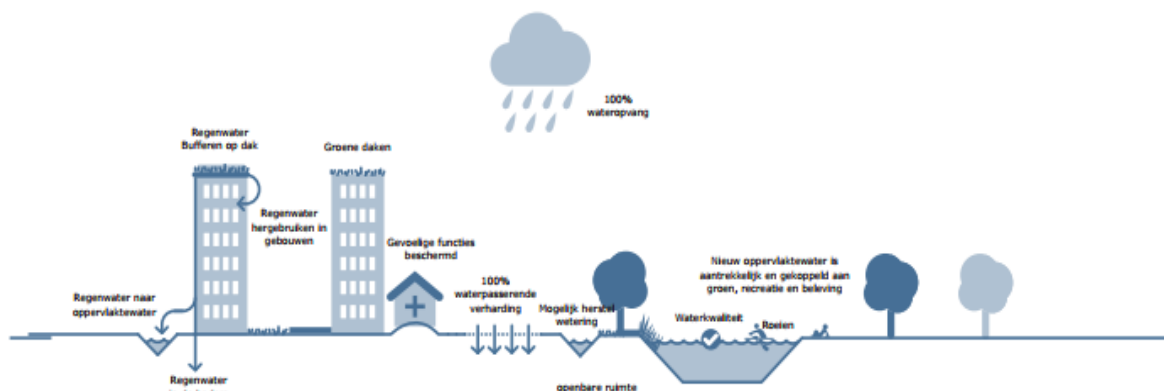 100%
wateropvang
Regenwater
Bufferen op dak
Groene daken
Regenwater
hergebruiken in
gebouwen
Gevoelige functies
beschermd
Nieuw oppervlaktewater is
aantrekkelijk en gekoppeld aan
groen, recreatie en beleving
100%
waterpasserende
verharding
Regenwater naar
oppervlaktewater
Mogelijk herstel
wetering
Waterkwaliteit
Roeien
Regenwater
openbare ruimte